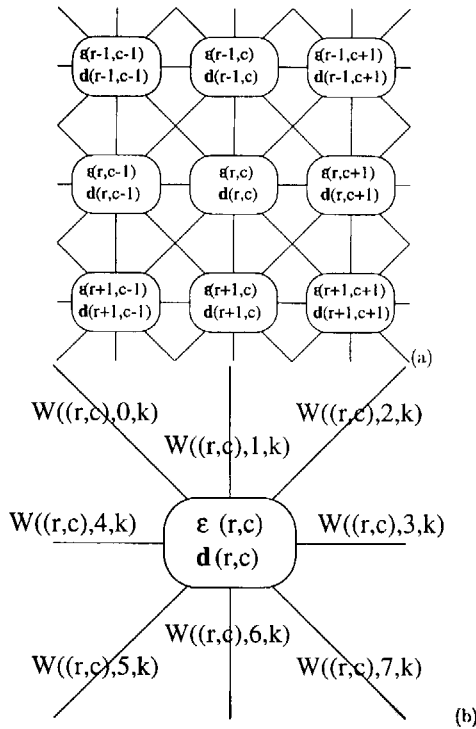 ε(r-1,c-1) ε(r-1,c) ε(r-1,c+1)
d(r-1,c-1) d(r-1,c) d(r-1,c+1)
ε(r,c-1) ε(r,c) ε(r,c+1)
d(r,c-1) d(r,c) d(r,c+1)
ε(r+1,c-1) ε(r+1,c) ε(r+1,c+1)
d(r+1,c-1) d(r+1,c) d(r+1,c+1)
(a)
W((r,c),0,k) W((r,c),2,k)
W((r,c),1,k)
W((r,c),4,k) ε (r,c) W((r,c),3,k)
d (r,c)
W((r,c),6,k)
W((r,c),5,k) W((r,c),7,k)
(b)